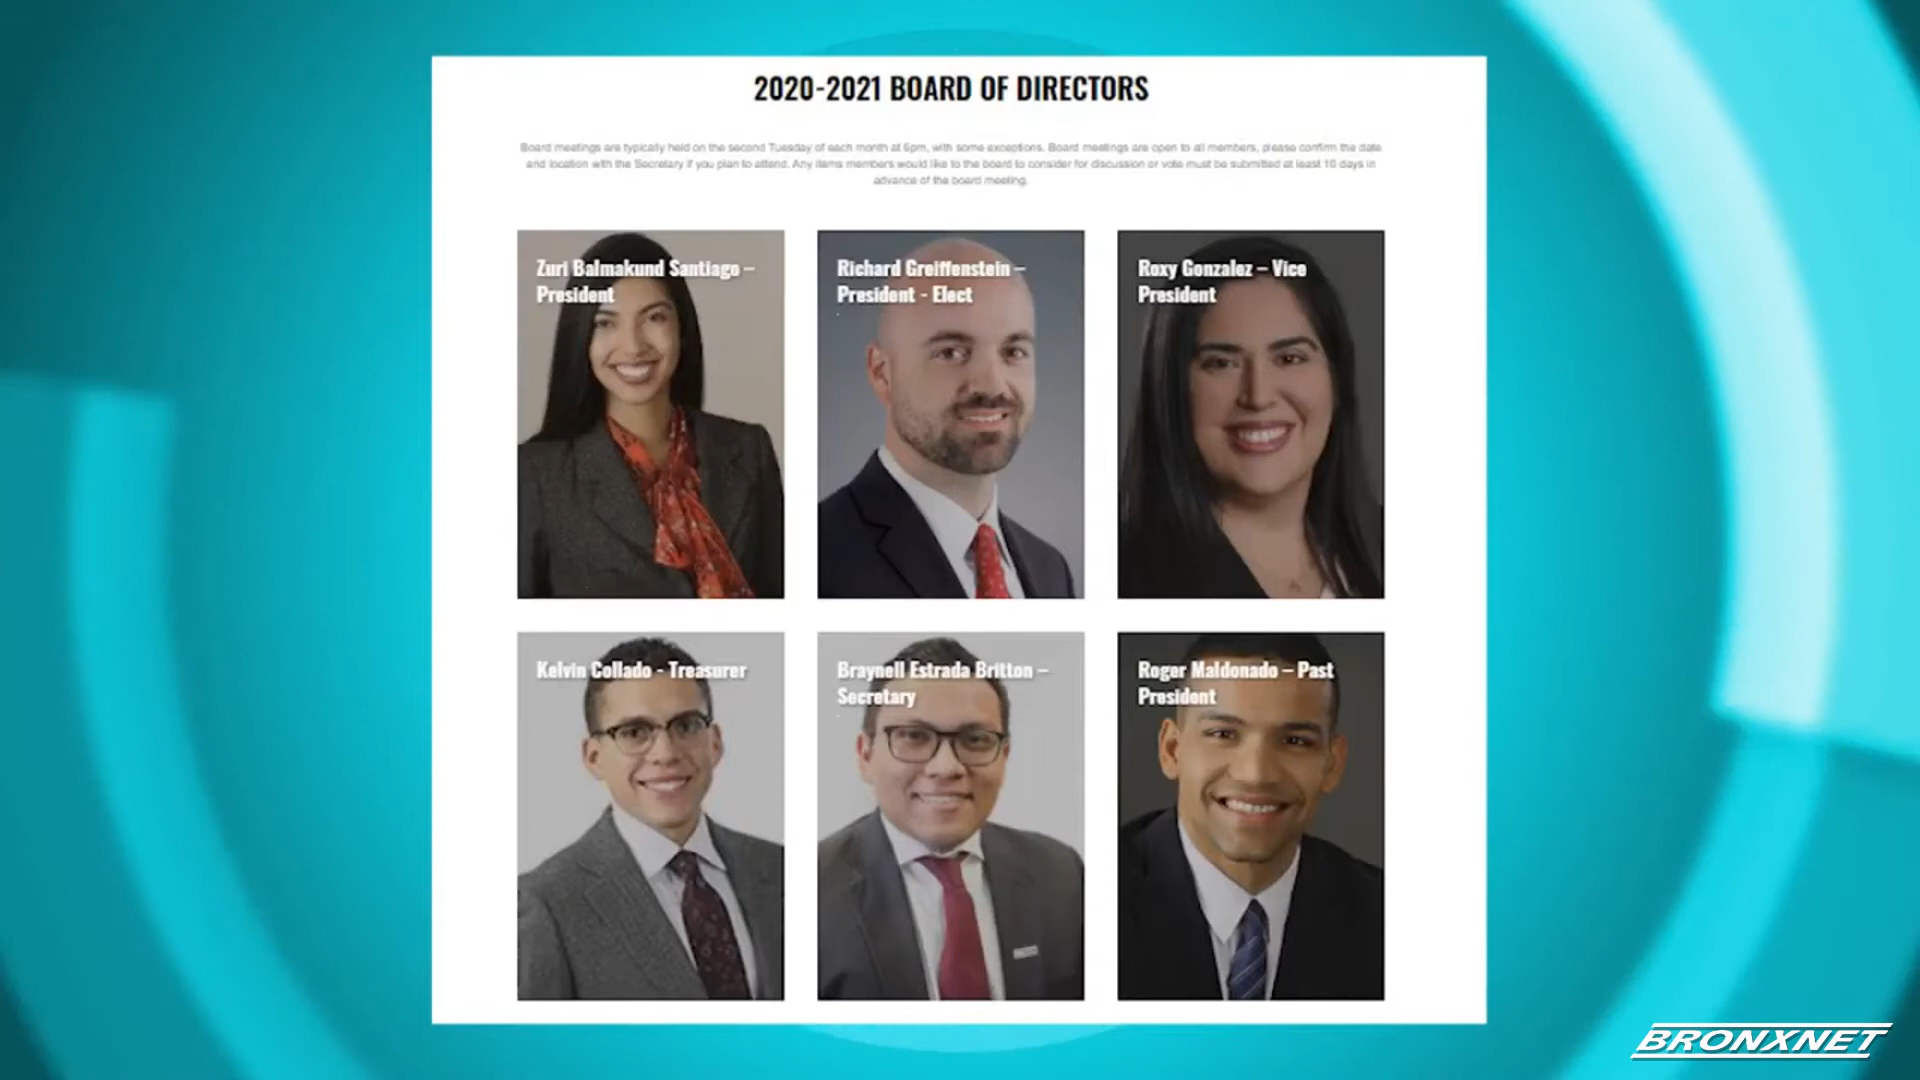 2020-2021 BOARD OF DIRECTORS
Board meetings are typically held on the second Tuesday of each month at 6pm, with some exceptions. Board meetings are open to all members, please confirm the date
and location with the Secretary if you plan to attend. Any items members would like to the board to consider for discussion or vote must be submitted at least 10 days in
advance of the board meeting.
Zuri Balmakund Santiago –
President
Richard Greiffenstein –
President - Elect
Roxy Gonzalez – Vice
President
Kelvin Collado - Treasurer
Braynell Estrada Britton –
Secretary
Roger Maldonado – Past
President
BRONXNET